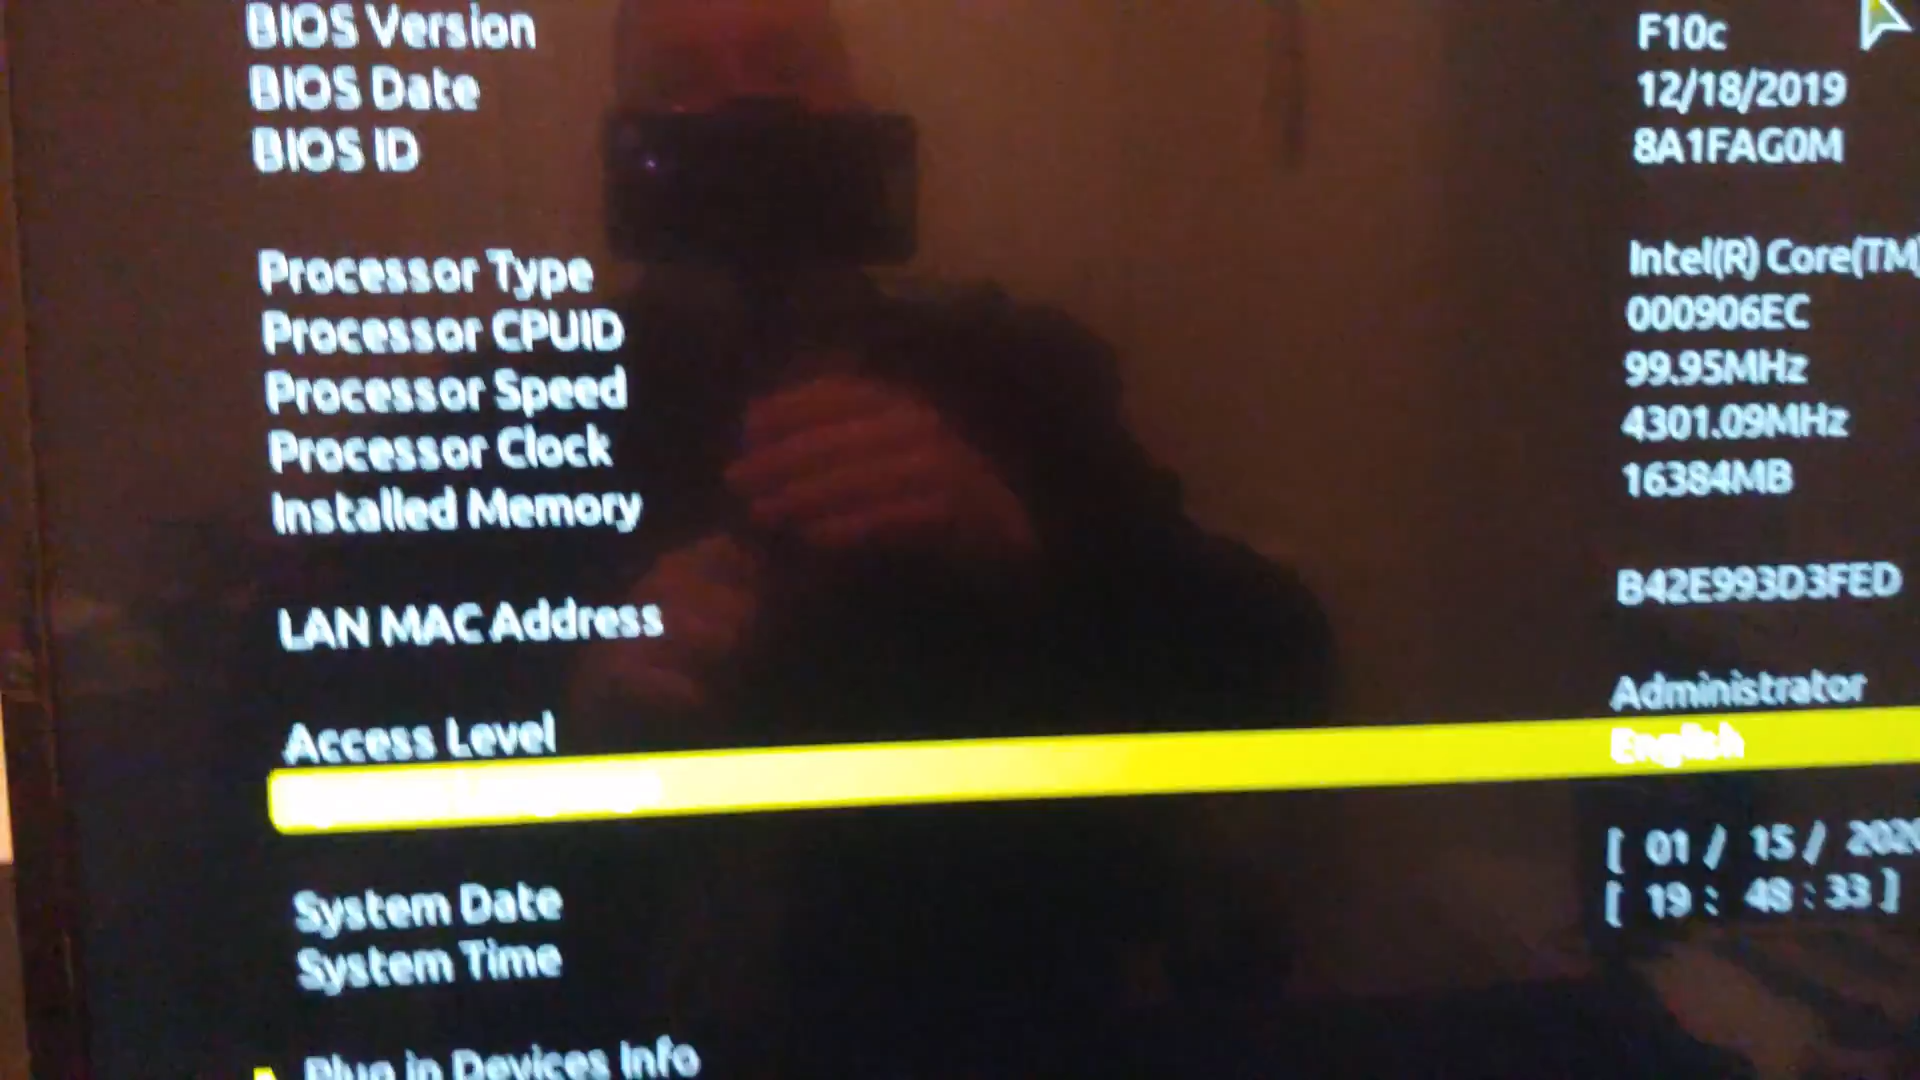 BIOS Version F10c
BIOS Date 12/18/2019
BIOS ID 8A1FAG0M
Processor Type Intel(R) Core(TM)
Processor CPUID 000906EC
Processor Speed 99.95MHz
Processor Clock 4301.09MHz
Installed Memory 16384MB
LAN MAC Address B42E993D3FED
Access Level Administrator
English
System Date [ 01 / 15 / 2020
System Time [ 19 : 48 : 33 ]
Plug in Devices Info